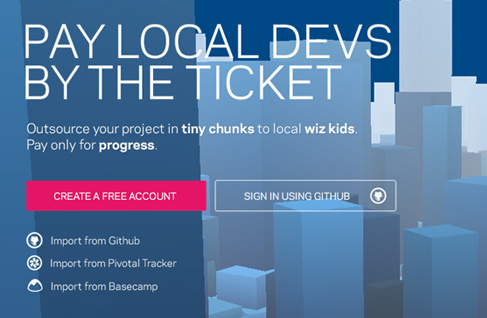 PAY LOCAL DEVS
BY THE TICKET
Outsource your project in tiny chunks to local wiz kids.
Pay only for progress.
CREATE A FREE ACCOUNT
SIGN IN USING GITHUB
Import from Github
Import from Pivotal Tracker
Import from Basecamp